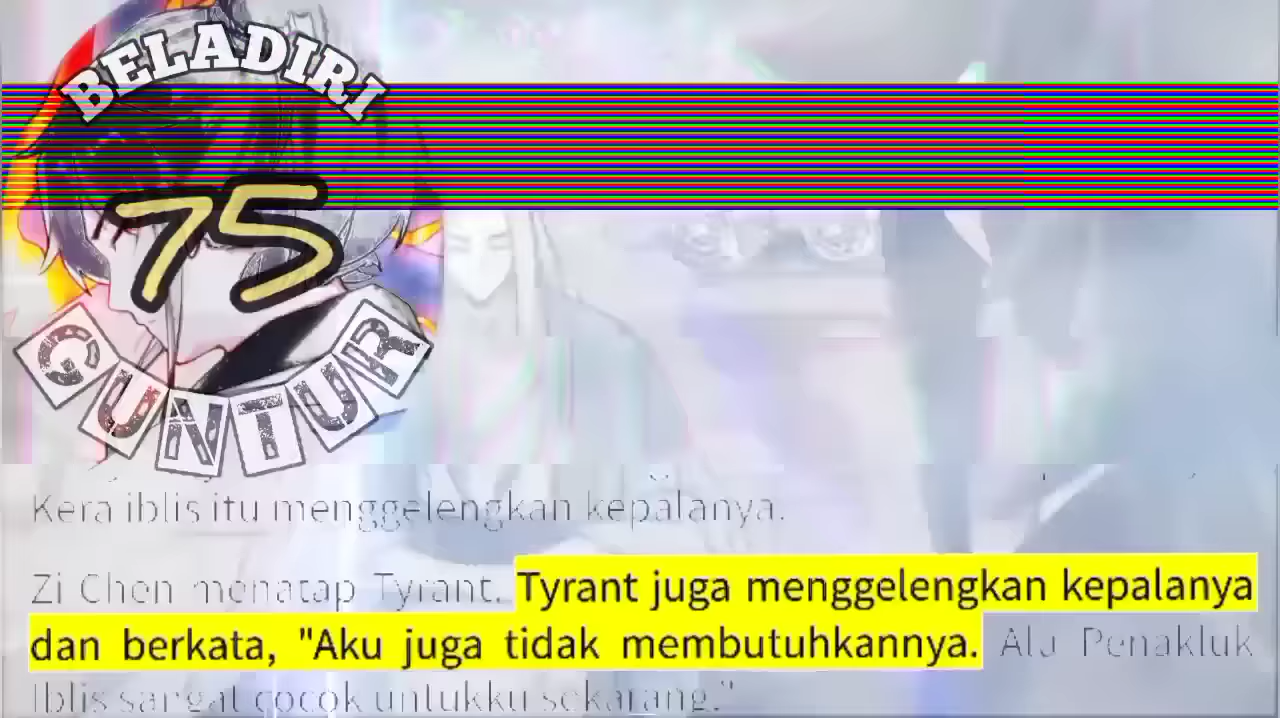 BELADIRI
75
GUNTUR
Kera iblis itu menggelengkan kepalanya.
Zi Chen menatap Tyrant. Tyrant juga menggelengkan kepalanya
dan berkata, "Aku juga tidak membutuhkannya. Alu Penakluk
Iblis sangat cocok untukku sekarang."